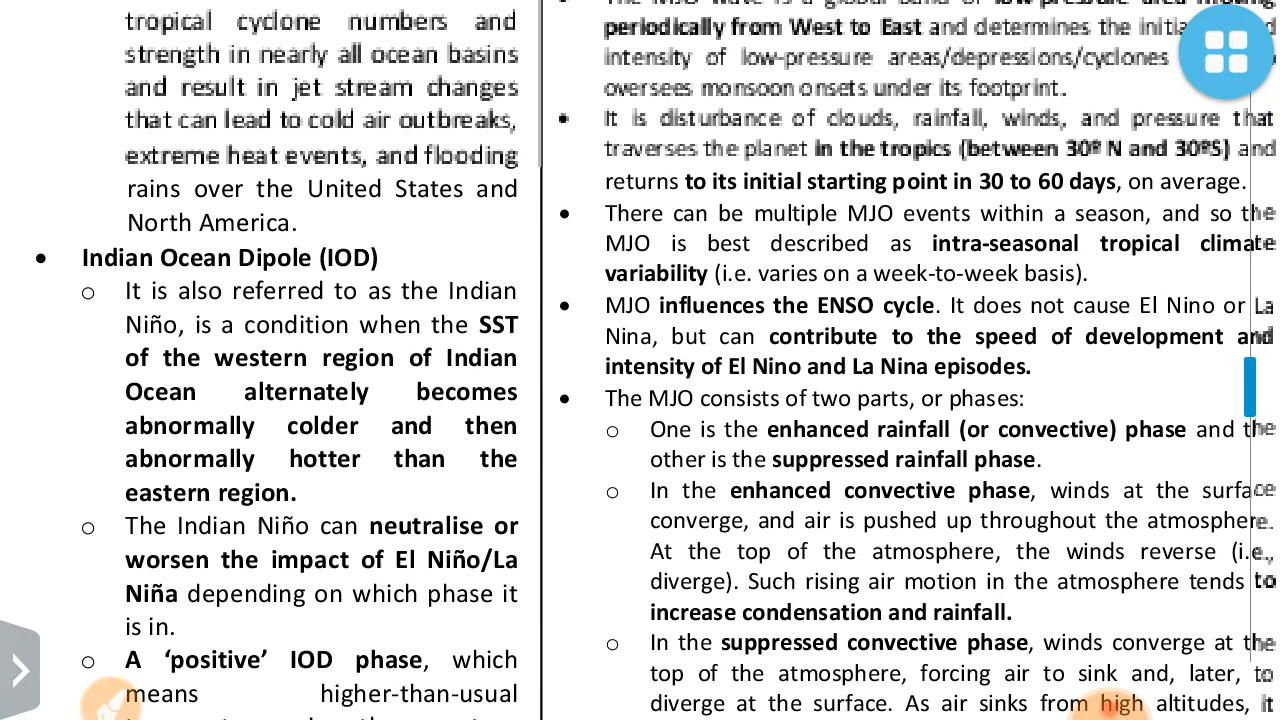 tropical cyclone numbers and
strength in nearly all ocean basins
and result in jet stream changes
that can lead to cold air outbreaks,
extreme heat events, and flooding
rains over the United States and
North America.
• Indian Ocean Dipole (IOD)
o It is also referred to as the Indian
Niño, is a condition when the SST
of the western region of Indian
Ocean alternately becomes
abnormally colder and then
abnormally hotter than the
eastern region.
o The Indian Niño can neutralise or
worsen the impact of El Niño/La
Niña depending on which phase it
is in.
o A ‘positive’ IOD phase, which
means higher-than-usual
periodically from West to East and determines the
intensity of low-pressure areas/depressions/cyclones
oversees monsoon onsets under its footprint.
• It is disturbance of clouds, rainfall, winds, and pressure that
traverses the planet in the tropics (between 30º N and 30ºS) and
returns to its initial starting point in 30 to 60 days, on average.
• There can be multiple MJO events within a season, and so the
MJO is best described as intra-seasonal tropical climate
variability (i.e. varies on a week-to-week basis).
• MJO influences the ENSO cycle. It does not cause El Nino or La
Nina, but can contribute to the speed of development and
intensity of El Nino and La Nina episodes.
• The MJO consists of two parts, or phases:
o One is the enhanced rainfall (or convective) phase and the
other is the suppressed rainfall phase.
o In the enhanced convective phase, winds at the surface
converge, and air is pushed up throughout the atmosphere.
At the top of the atmosphere, the winds reverse (i.e.,
diverge). Such rising air motion in the atmosphere tends to
increase condensation and rainfall.
o In the suppressed convective phase, winds converge at the
top of the atmosphere, forcing air to sink and, later, to
diverge at the surface. As air sinks from high altitudes, it